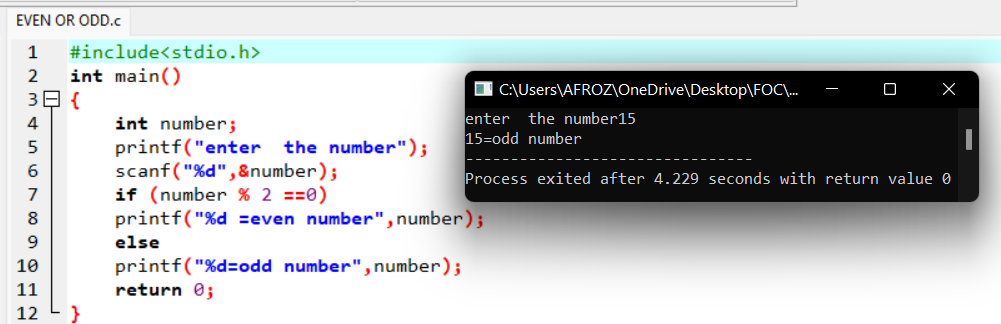 EVEN OR ODD.c
1 #include<stdio.h>
2 int main()
3 {
4 int number;
5 printf("enter  the number");
6 scanf("%d",&number);
7 if (number % 2 ==0)
8 printf("%d =even number",number);
9 else
10 printf("%d=odd number",number);
11 return 0;
12 }
C:\Users\AFROZ\OneDrive\Desktop\FOC\...
enter  the number15
15=odd number
--------------------------------
Process exited after 4.229 seconds with return value 0